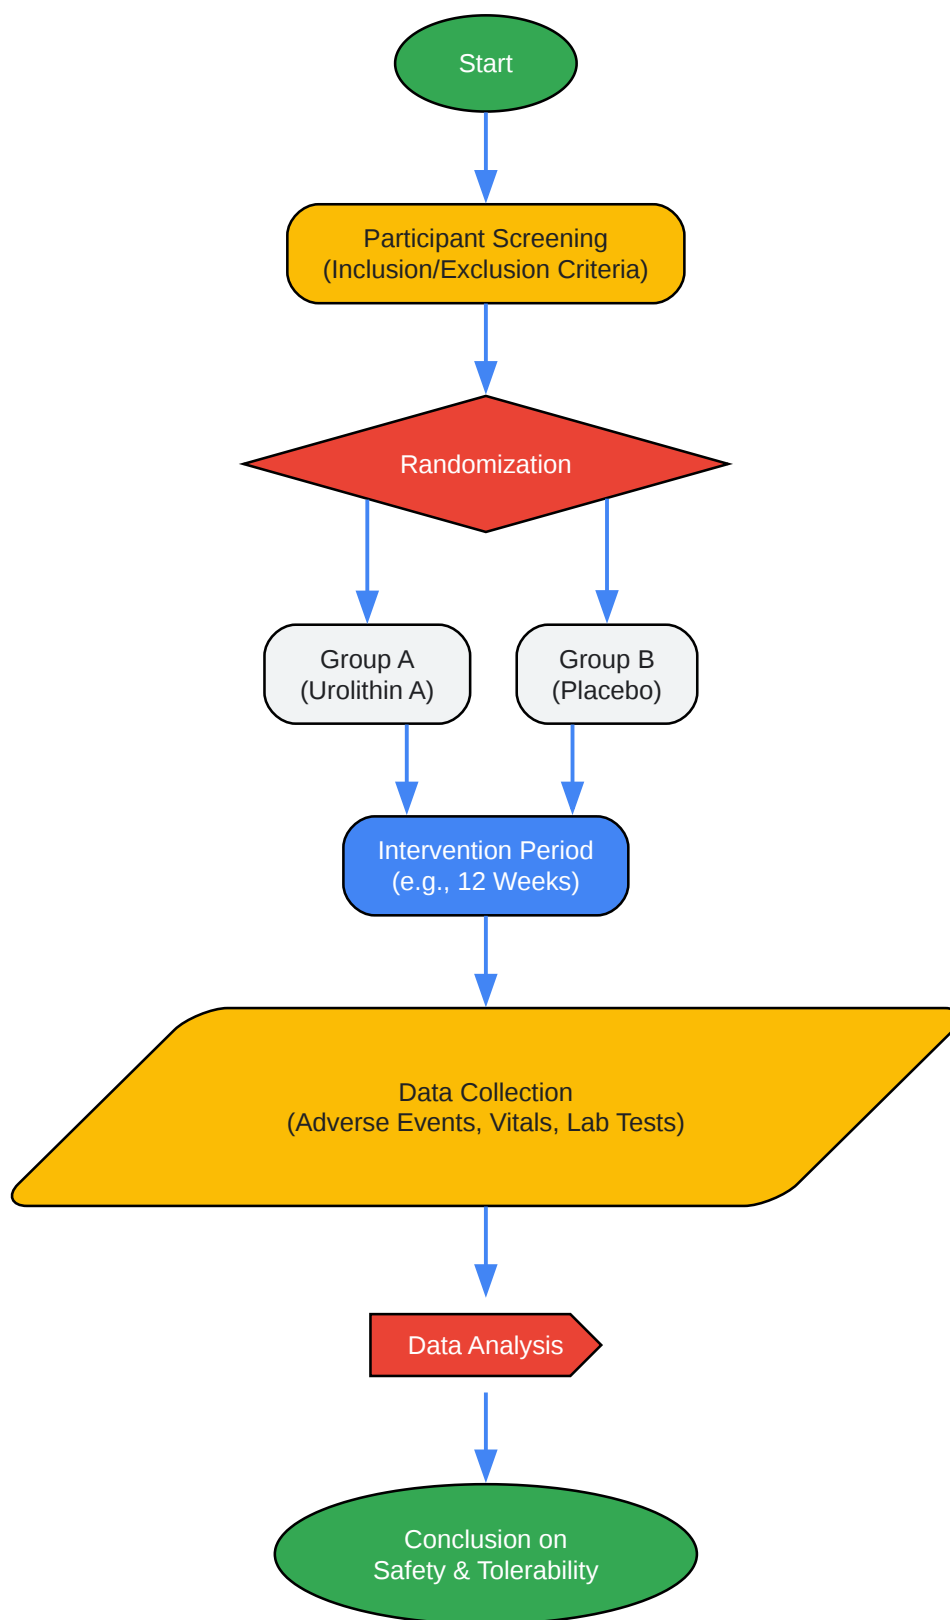 Start
Participant Screening
(Inclusion/Exclusion Criteria)
Randomization
Group A
(Urolithin A)
Group B
(Placebo)
Intervention Period
(e.g., 12 Weeks)
Data Collection
(Adverse Events, Vitals, Lab Tests)
Data Analysis
Conclusion on
Safety & Tolerability